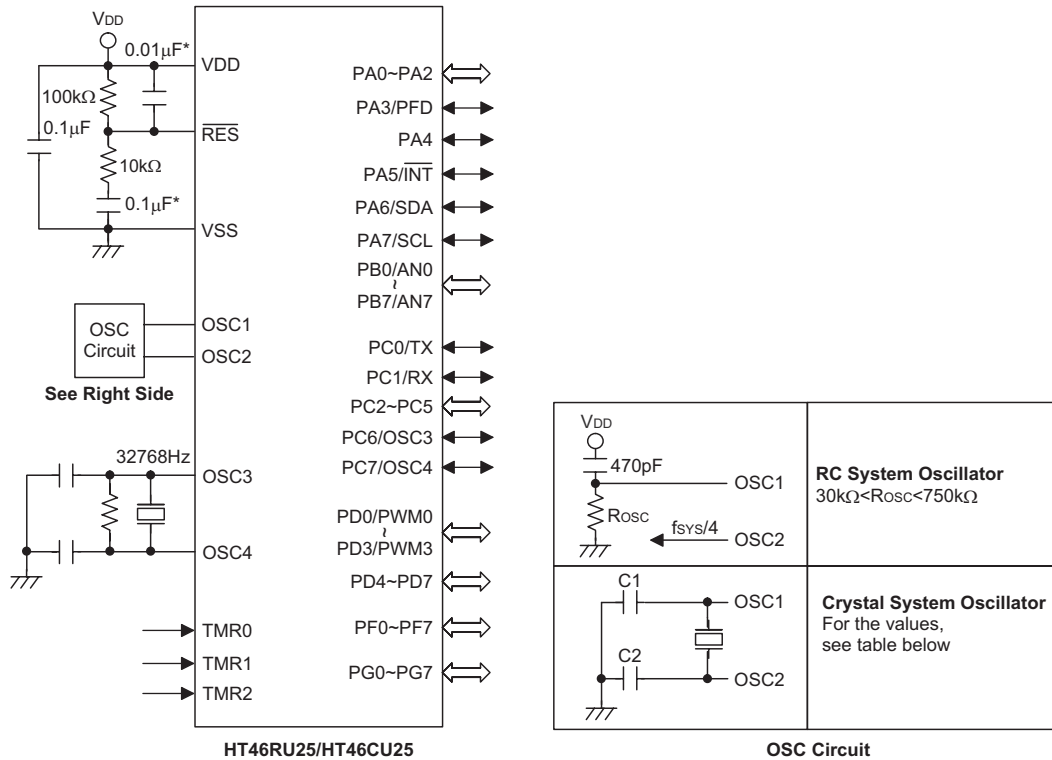 VDD
0.01µF*
VDD
100kΩ
RES
0.1µF
10kΩ
0.1µF*
VSS
OSC
Circuit
OSC1
OSC2
See Right Side
32768Hz
OSC3
OSC4
TMR0
TMR1
TMR2
PA0~PA2
PA3/PFD
PA4
PA5/INT
PA6/SDA
PA7/SCL
PB0/AN0
~
PB7/AN7
PC0/TX
PC1/RX
PC2~PC5
PC6/OSC3
PC7/OSC4
PD0/PWM0
~
PD3/PWM3
PD4~PD7
PF0~PF7
PG0~PG7
HT46RU25/HT46CU25
VDD
470pF
OSC1
ROSC
fSYS/4
OSC2
RC System Oscillator
30kΩ<ROSC<750kΩ
C1
OSC1
C2
OSC2
Crystal System Oscillator
For the values,
see table below
OSC Circuit